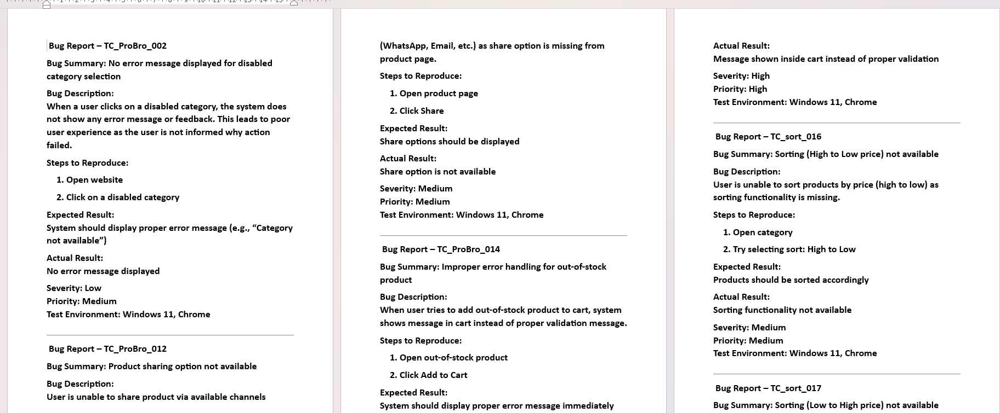 1 2 3 4 5 6 7 8 9 10 11 12 13 14 15
Bug Report – TC_ProBro_002
Bug Summary: No error message displayed for disabled
category selection
Bug Description:
When a user clicks on a disabled category, the system does
not show any error message or feedback. This leads to poor
user experience as the user is not informed why action
failed.
Steps to Reproduce:
1. Open website
2. Click on a disabled category
Expected Result:
System should display proper error message (e.g., “Category
not available”)
Actual Result:
No error message displayed
Severity: Low
Priority: Medium
Test Environment: Windows 11, Chrome
Bug Report – TC_ProBro_012
Bug Summary: Product sharing option not available
Bug Description:
User is unable to share product via available channels
(WhatsApp, Email, etc.) as share option is missing from
product page.
Steps to Reproduce:
1. Open product page
2. Click Share
Expected Result:
Share options should be displayed
Actual Result:
Share option is not available
Severity: Medium
Priority: Medium
Test Environment: Windows 11, Chrome
Bug Report – TC_ProBro_014
Bug Summary: Improper error handling for out-of-stock
product
Bug Description:
When user tries to add out-of-stock product to cart, system
shows message in cart instead of proper validation message.
Steps to Reproduce:
1. Open out-of-stock product
2. Click Add to Cart
Expected Result:
System should display proper error message immediately
Actual Result:
Message shown inside cart instead of proper validation
Severity: High
Priority: High
Test Environment: Windows 11, Chrome
Bug Report – TC_sort_016
Bug Summary: Sorting (High to Low price) not available
Bug Description:
User is unable to sort products by price (high to low) as
sorting functionality is missing.
Steps to Reproduce:
1. Open category
2. Try selecting sort: High to Low
Expected Result:
Products should be sorted accordingly
Actual Result:
Sorting functionality not available
Severity: Medium
Priority: Medium
Test Environment: Windows 11, Chrome
Bug Report – TC_sort_017
Bug Summary: Sorting (Low to High price) not available